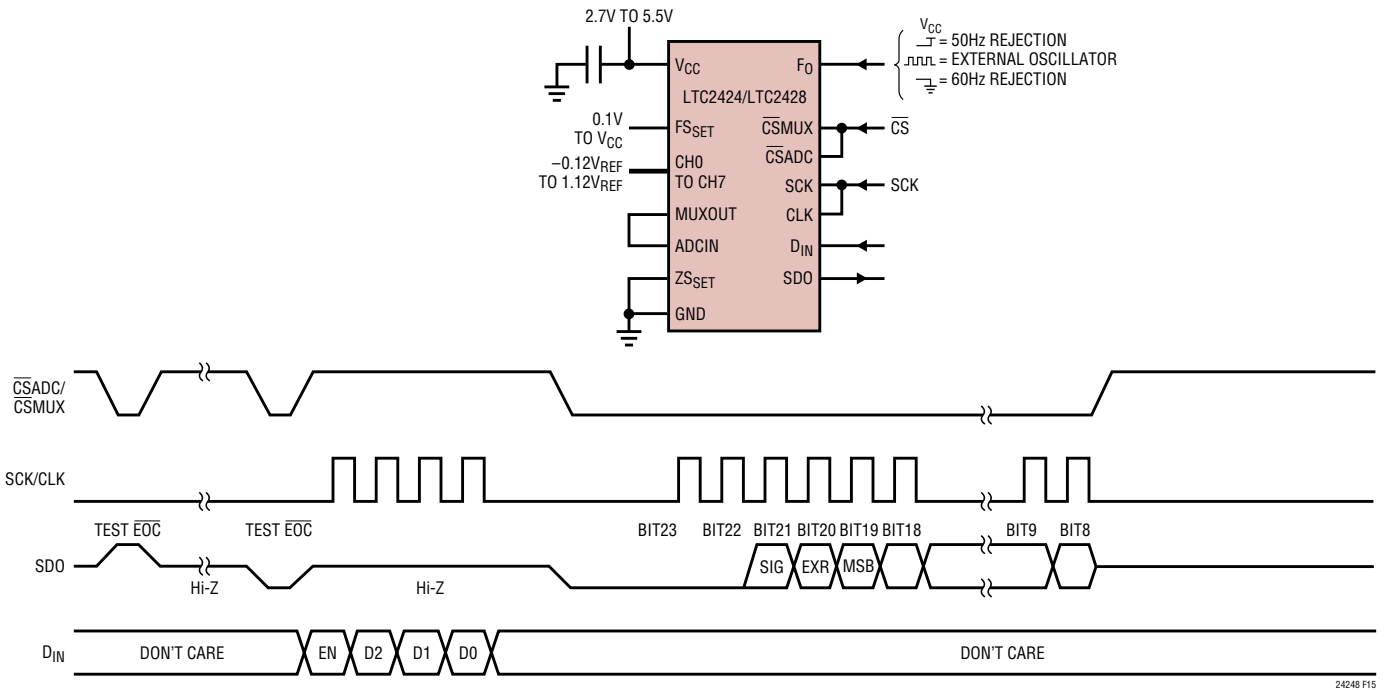 2.7V TO 5.5V
VCC
FO
LTC2424/LTC2428
VCC
= 50Hz REJECTION
= EXTERNAL OSCILLATOR
= 60Hz REJECTION
0.1V
TO VCC
FSSET
CSMUX
CS
CSADC
–0.12VREF
TO 1.12VREF
CH0
TO CH7
SCK
SCK
MUXOUT
CLK
ADCIN
DIN
ZSSET
SDO
GND
CSADC/
CSMUX
SCK/CLK
TEST EOC
TEST EOC
BIT23
BIT22
BIT21
BIT20
BIT19
BIT18
BIT9
BIT8
SDO
SIG
EXR
MSB
Hi-Z
Hi-Z
DIN
DON'T CARE
EN
D2
D1
D0
DON'T CARE
24248 F15